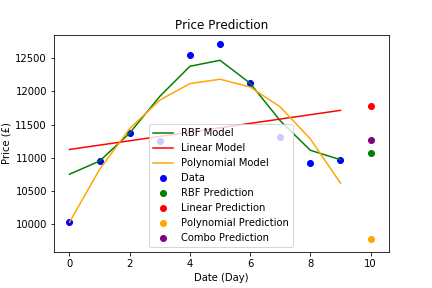 Price Prediction
Price (£)
12500
12000
11500
11000
10500
10000
RBF Model
Linear Model
Polynomial Model
Data
RBF Prediction
Linear Prediction
Polynomial Prediction
Combo Prediction
0
2
4
6
8
10
Date (Day)